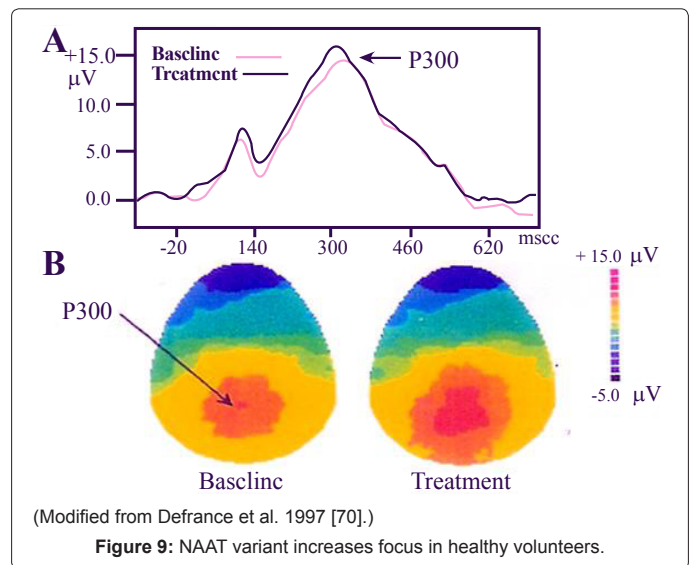 A
+15.0
μV
10.0
5.0
0.0
Basclinc
Trcatmcnt
P300
-20 140 300 460 620
mscc
B
P300
+ 15.0 μV
-5.0 μV
Basclinc Treatment
(Modified from Defrance et al. 1997 [70].)
Figure 9: NAAT variant increases focus in healthy volunteers.